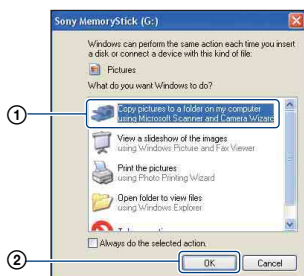 Sony MemoryStick (G:)
Windows can perform the same action each time you insert
a disk or connect a device with this kind of file:
Pictures
What do you want Windows to do?
①
Copy pictures to a folder on my computer
using Microsoft Scanner and Camera Wizard
View a slideshow of the images
using Windows Picture and Fax Viewer
Print the pictures
using Photo Printing Wizard
Open folder to view files
using Windows Explorer
Always do the selected action.
②
OK
Cancel